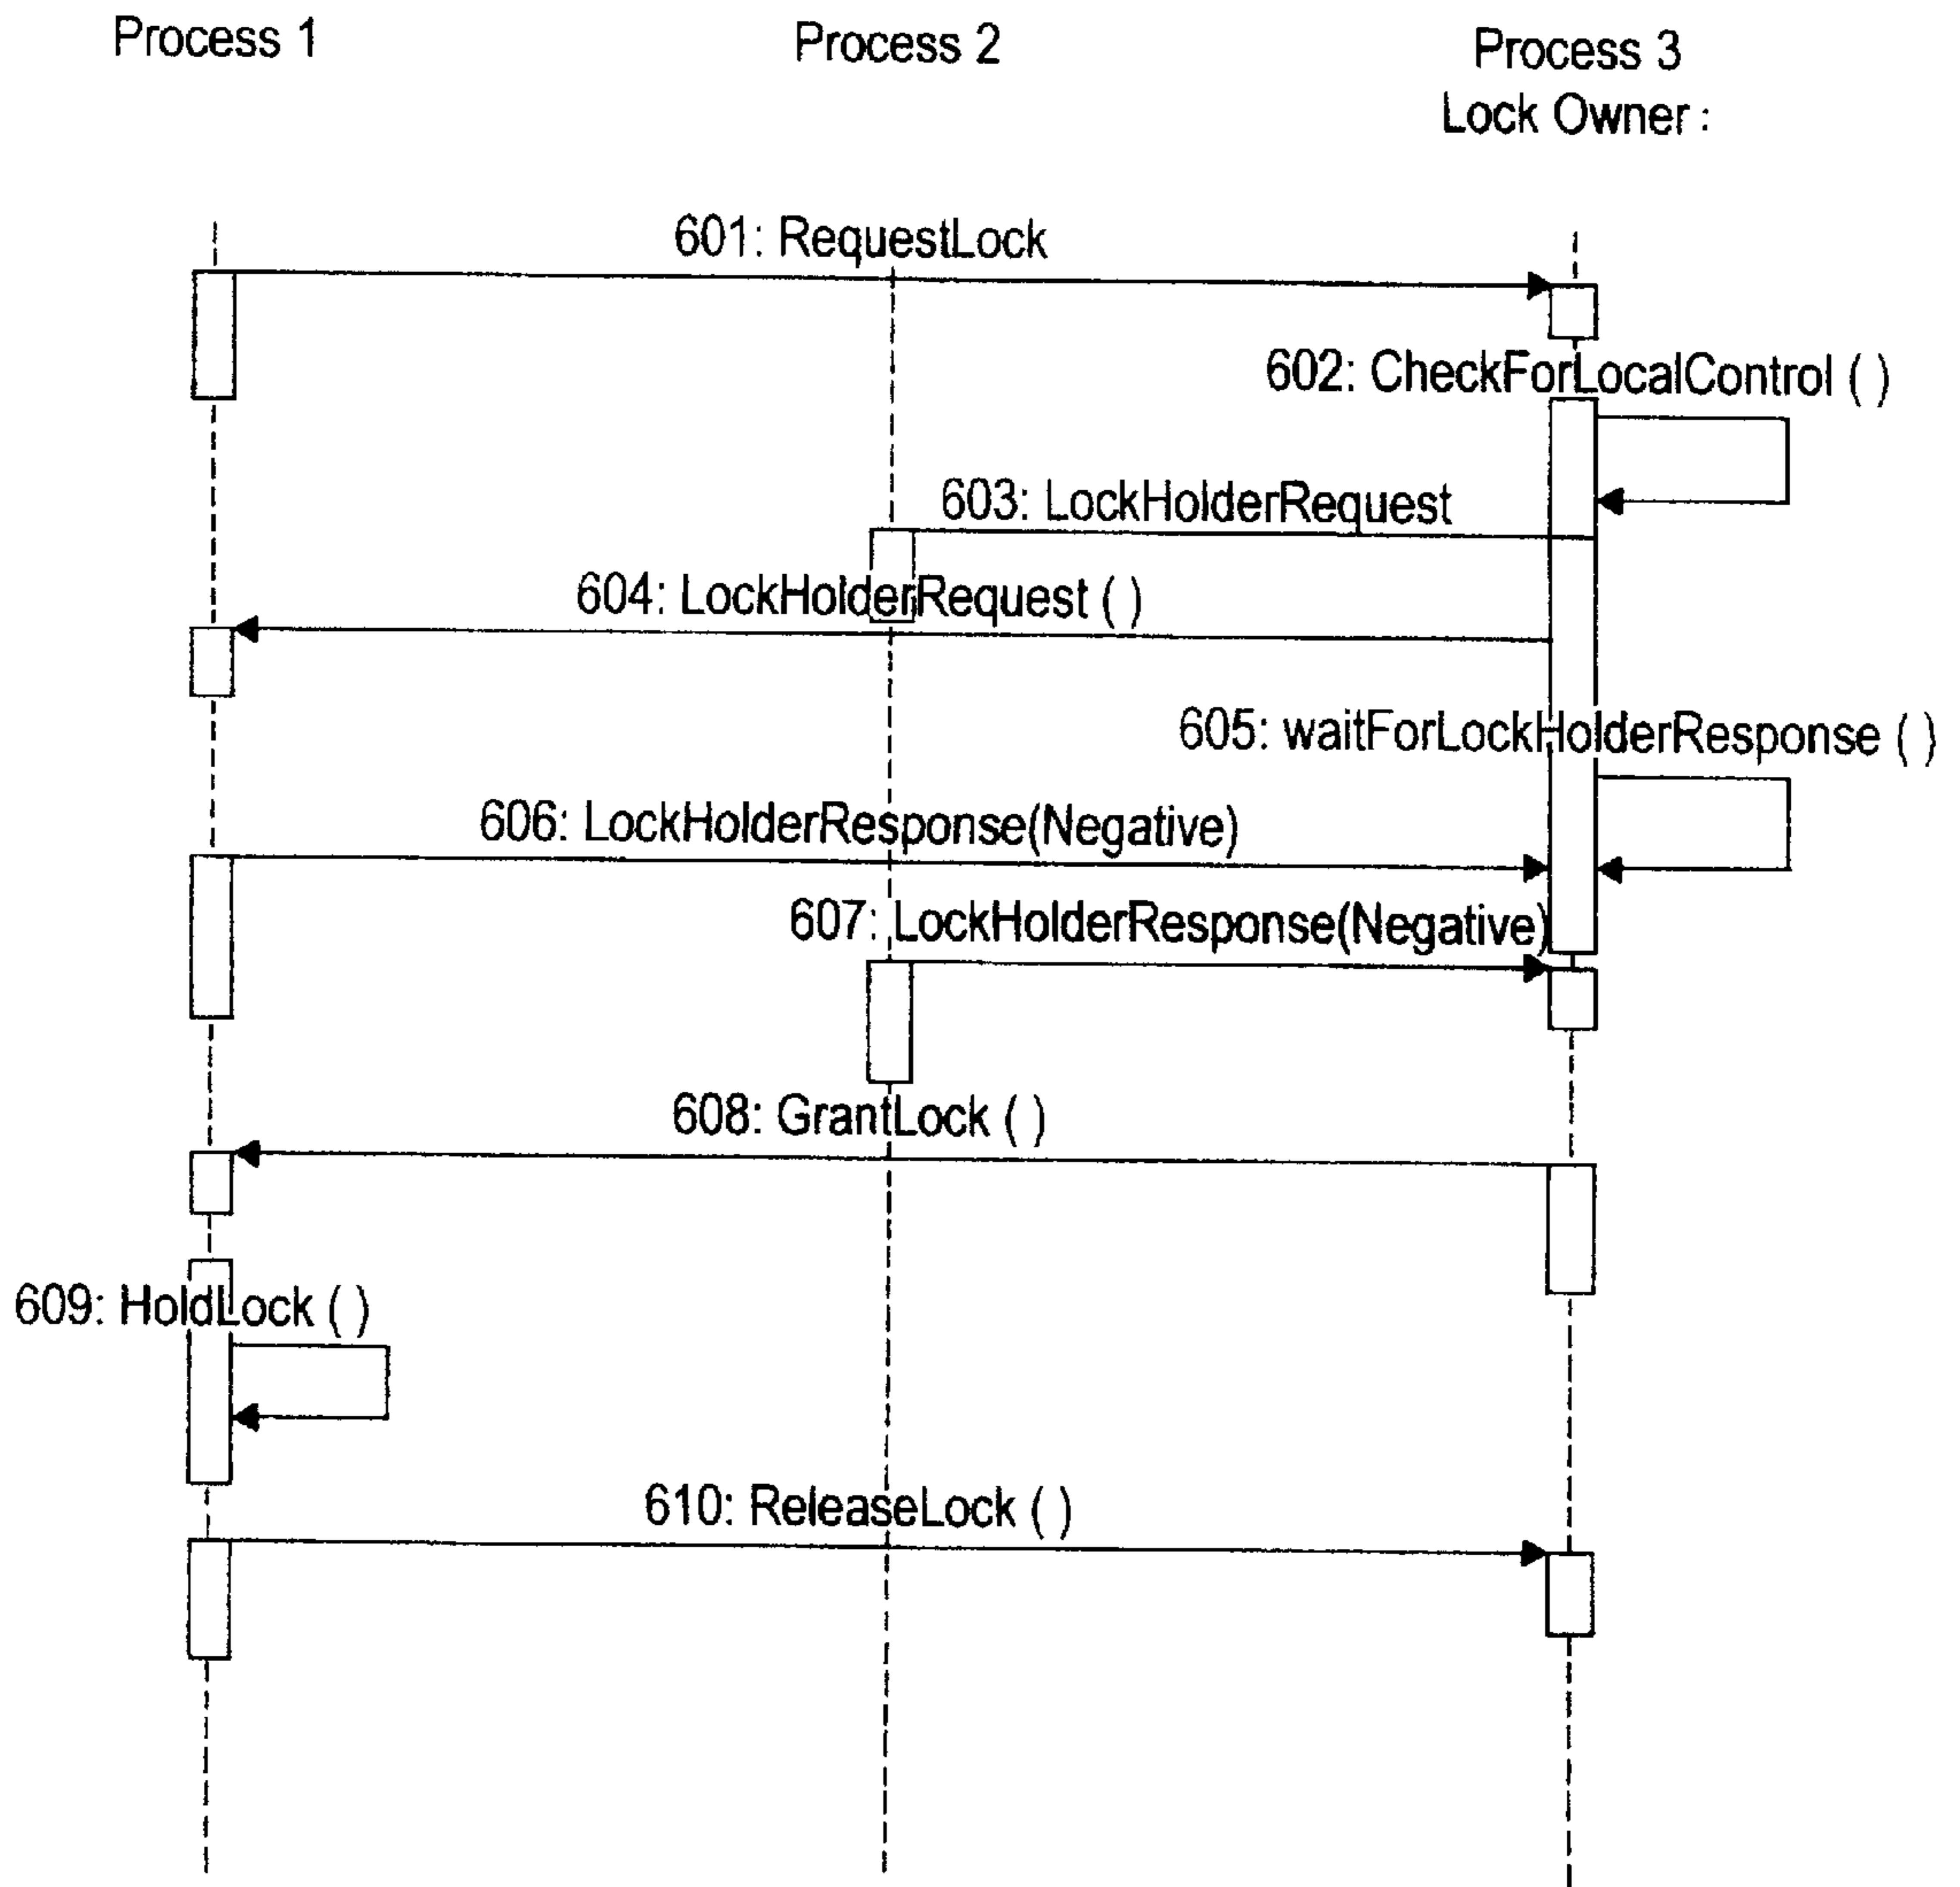 Process 1
Process 2
Process 3
Lock Owner :
601: RequestLock
602: CheckForLocalControl ( )
603: LockHolderRequest
604: LockHolderRequest ( )
605: waitForLockHolderResponse ( )
606: LockHolderResponse(Negative)
607: LockHolderResponse(Negative)
608: GrantLock ( )
609: HoldLock ( )
610: ReleaseLock ( )